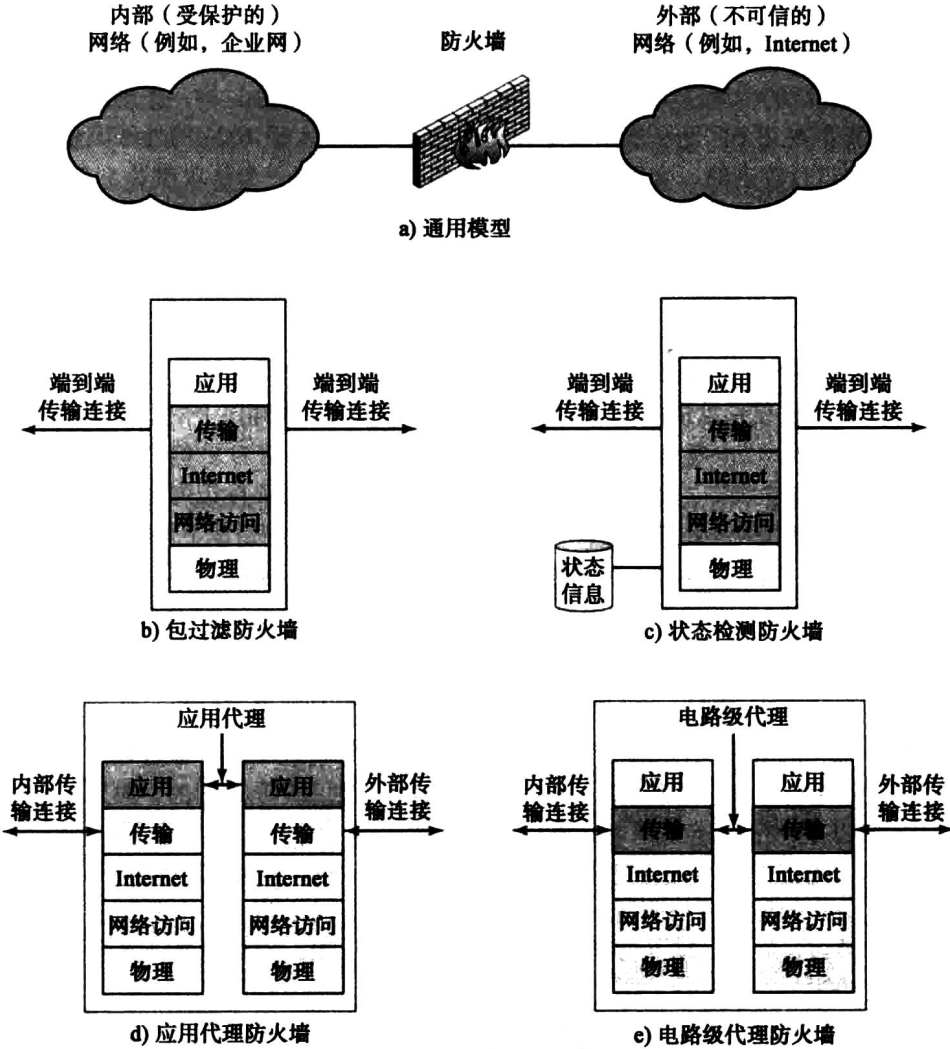 内部（受保护的）
网络（例如，企业网）
防火墙
外部（不可信的）
网络（例如，Internet）
a) 通用模型
端到端
传输连接
应用
传输
Internet
网络访问
物理
端到端
传输连接
b) 包过滤防火墙
端到端
传输连接
应用
传输
Internet
网络访问
物理
端到端
传输连接
状态
信息
c) 状态检测防火墙
应用代理
内部传
输连接
应用
传输
Internet
网络访问
物理
应用
传输
Internet
网络访问
物理
外部传
输连接
d) 应用代理防火墙
电路级代理
内部传
输连接
应用
传输
Internet
网络访问
物理
应用
传输
Internet
网络访问
物理
外部传
输连接
e) 电路级代理防火墙